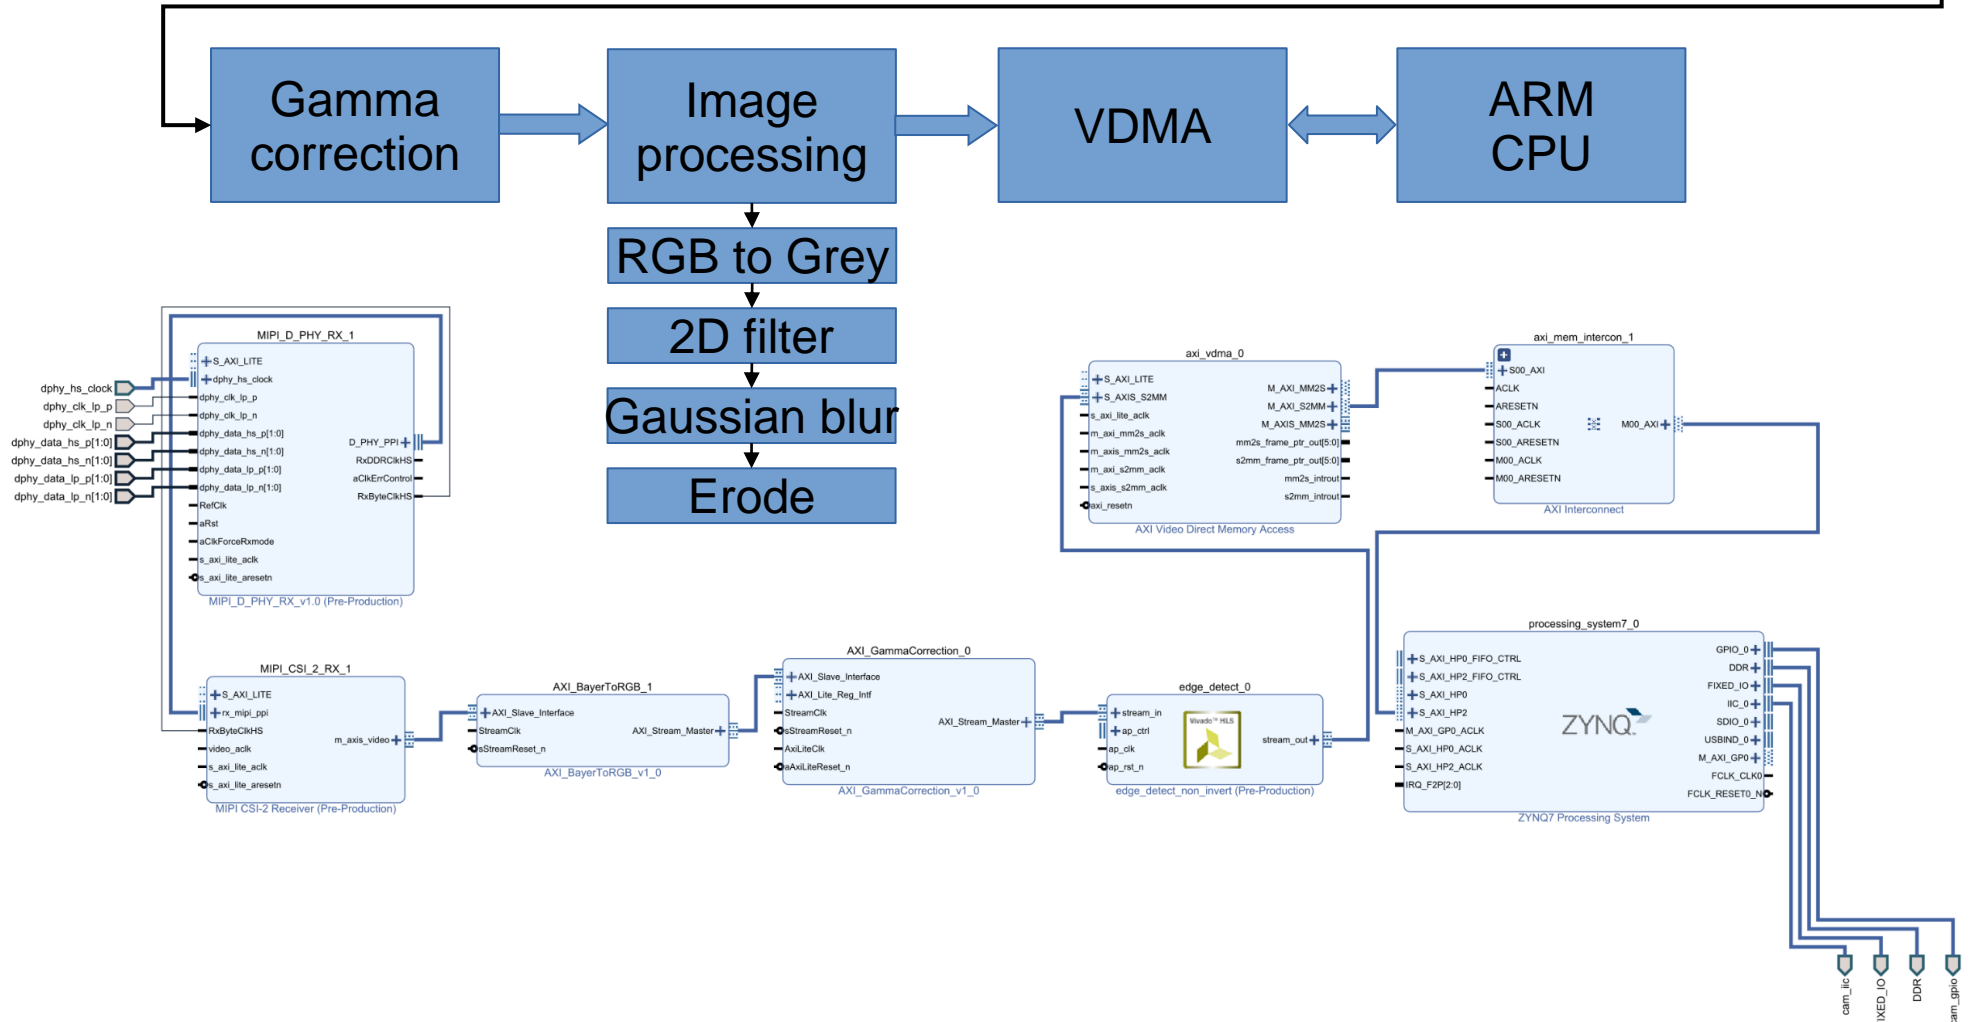 Gamma
correction
Image
processing
VDMA
ARM
CPU
RGB to Grey
2D filter
Gaussian blur
Erode
MIPI_D_PHY_RX_1
S_AXI_LITE
dphy_hs_clock
dphy_clk_lp_p
dphy_clk_lp_n
dphy_data_hs_p[1:0]
dphy_data_hs_n[1:0]
dphy_data_lp_p[1:0]
dphy_data_lp_n[1:0]
RefClk
aRst
aClkForceRxmode
s_axi_lite_aclk
s_axi_lite_aresetn
D_PHY_PPI
RxDDRClkHS
aClkErrControl
RxByteClkHS
MIPI_D_PHY_RX_v1.0 (Pre-Production)
dphy_hs_clock
dphy_clk_lp_p
dphy_clk_lp_n
dphy_data_hs_p[1:0]
dphy_data_hs_n[1:0]
dphy_data_lp_p[1:0]
dphy_data_lp_n[1:0]
axi_vdma_0
S_AXI_LITE
S_AXIS_S2MM
s_axi_lite_aclk
m_axi_mm2s_aclk
m_axis_mm2s_aclk
m_axi_s2mm_aclk
s_axis_s2mm_aclk
axi_resetn
M_AXI_MM2S
M_AXI_S2MM
M_AXIS_MM2S
mm2s_frame_ptr_out[5:0]
s2mm_frame_ptr_out[5:0]
mm2s_introut
s2mm_introut
AXI Video Direct Memory Access
axi_mem_intercon_1
S00_AXI
ACLK
ARESETN
S00_ACLK
S00_ARESETN
M00_ACLK
M00_ARESETN
M00_AXI
AXI Interconnect
MIPI_CSI_2_RX_1
S_AXI_LITE
rx_mipi_ppi
RxByteClkHS
video_aclk
s_axi_lite_aclk
s_axi_lite_aresetn
m_axis_video
MIPI CSI-2 Receiver (Pre-Production)
AXI_BayerToRGB_1
AXI_Slave_Interface
StreamClk
sStreamReset_n
AXI_Stream_Master
AXI_BayerToRGB_v1_0
AXI_GammaCorrection_0
AXI_Slave_Interface
AXI_Lite_Reg_Intf
StreamClk
sStreamReset_n
AxiLiteClk
aAxiLiteReset_n
AXI_Stream_Master
AXI_GammaCorrection_v1_0
edge_detect_0
stream_in
ap_ctrl
ap_clk
ap_rst_n
Vivado™ HLS
stream_out
edge_detect_non_invert (Pre-Production)
processing_system7_0
S_AXI_HP0_FIFO_CTRL
S_AXI_HP2_FIFO_CTRL
S_AXI_HP0
S_AXI_HP2
M_AXI_GP0_ACLK
S_AXI_HP0_ACLK
S_AXI_HP2_ACLK
IRQ_F2P[2:0]
ZYNQ
GPIO_0
DDR
FIXED_IO
IIC_0
SDIO_0
USBIND_0
M_AXI_GP0
FCLK_CLK0
FCLK_RESET0_N
ZYNQ7 Processing System
cam_iic
IXED_IO
DDR
cam_gpio